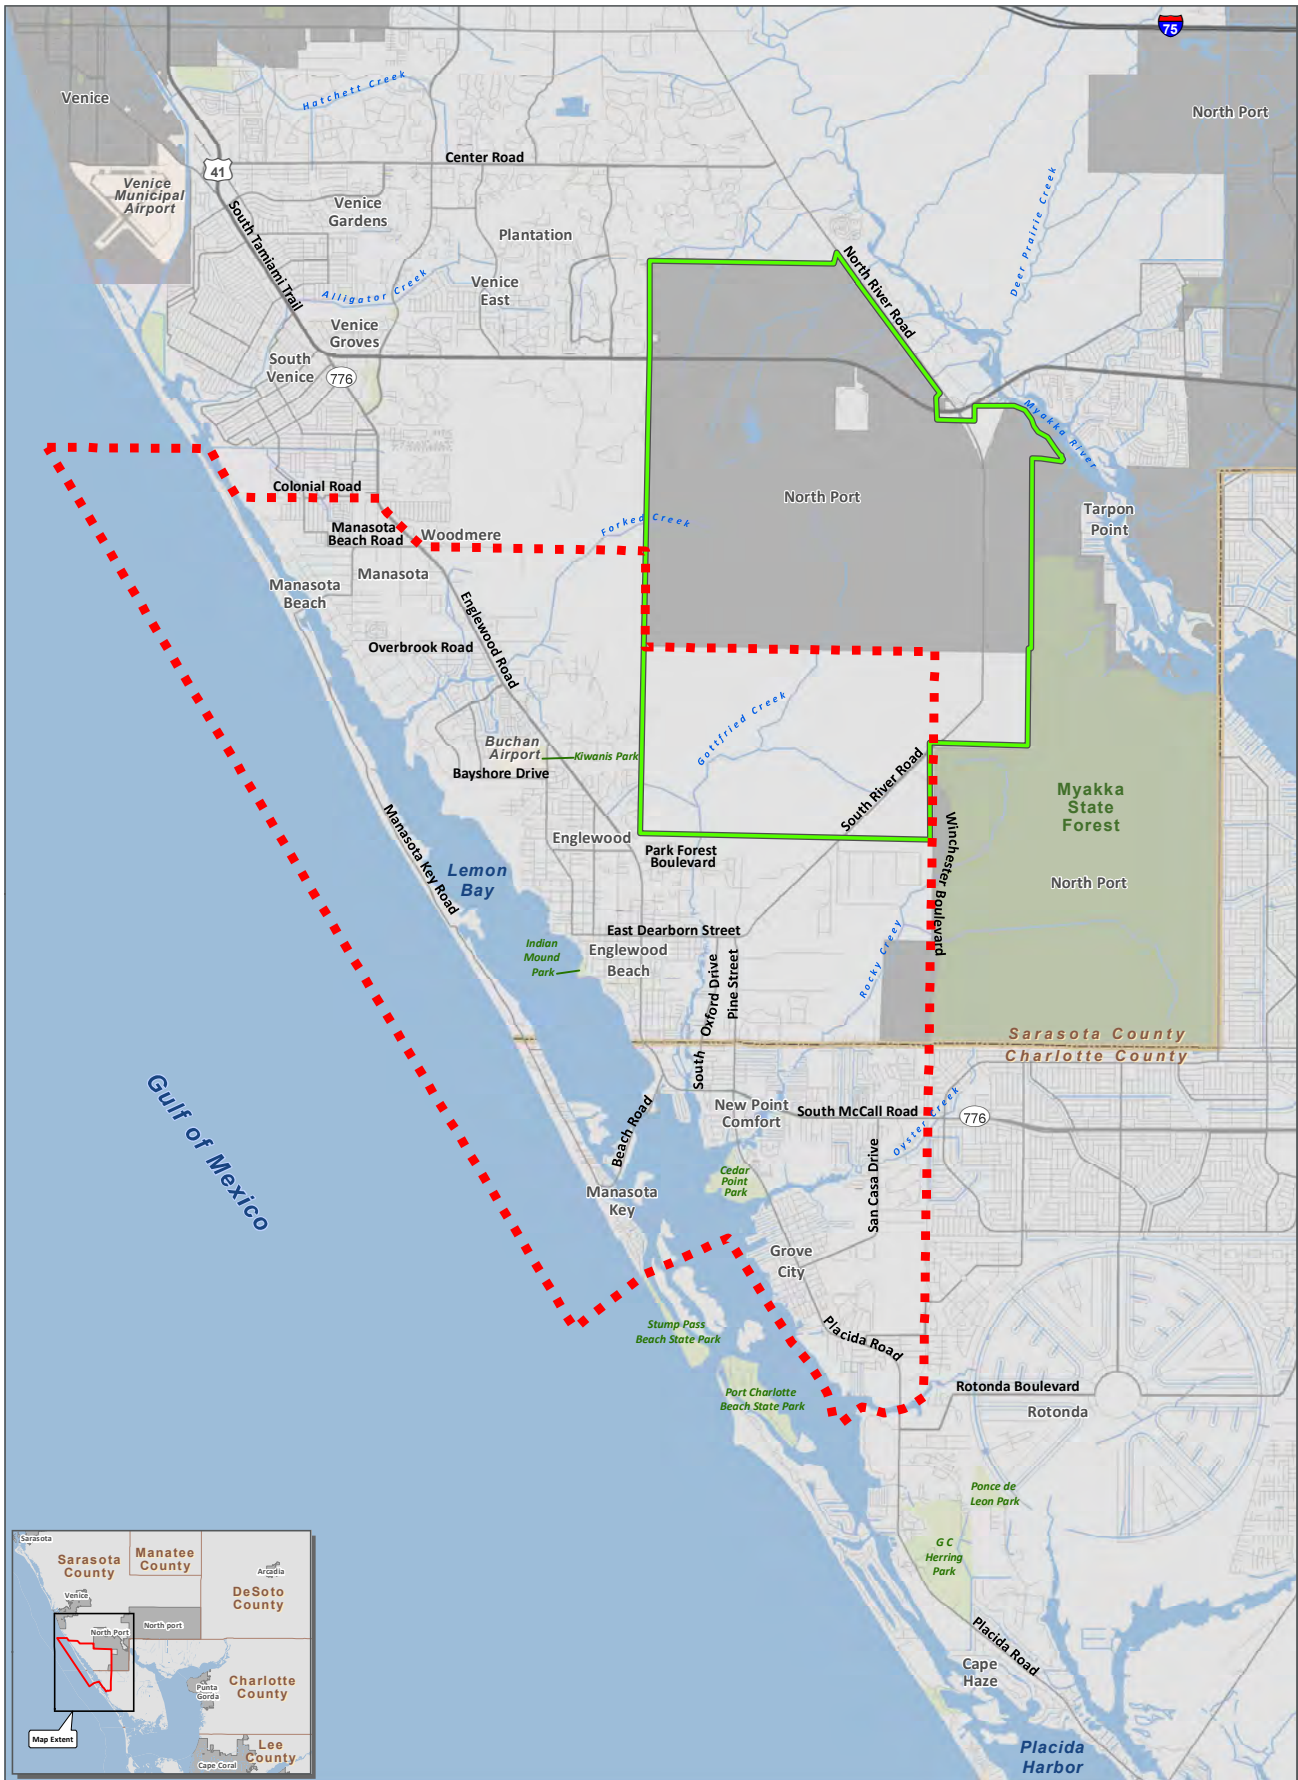 75
Venice
Hatchett Creek
North Port
Center Road
41
Venice
Municipal
Airport
Deer Prairie Creek
Venice
Gardens
South Tamiami Trail
Plantation
North River Road
Alligator Creek
Venice
East
Venice
Groves
South
Venice
776
Myakka River
Colonial Road
North Port
Tarpon
Point
Manasota
Beach Road
Woodmere
Forked Creek
Manasota
Manasota
Beach
Englewood Road
Overbrook Road
Gottfried Creek
Buchan
Airport
Kiwanis Park
Bayshore Drive
South River Road
Myakka
State
Forest
Manasota Key Road
Winchester Boulevard
Englewood
Park Forest
Boulevard
Lemon
Bay
North Port
East Dearborn Street
Indian
Mound
Park
Englewood
Beach
Rocky Creey
South Oxford Drive
Pine Street
Sarasota County
Charlotte County
Gulf of Mexico
New Point
Comfort
South McCall Road
776
Oyster Creek
Beach Road
San Casa Drive
Cedar
Point
Park
Manasota
Key
Grove
City
Stump Pass
Beach State Park
Placida Road
Port Charlotte
Beach State Park
Rotonda Boulevard
Rotonda
Ponce de
Leon Park
G C
Herring
Park
Placida Road
Cape
Haze
Placida
Harbor
Sarasota
Sarasota
County
Manatee
County
Arcadia
DeSoto
County
Venice
North port
North Port
Charlotte
County
Punta
Gorda
Map Extent
Lee
County
Cape Coral